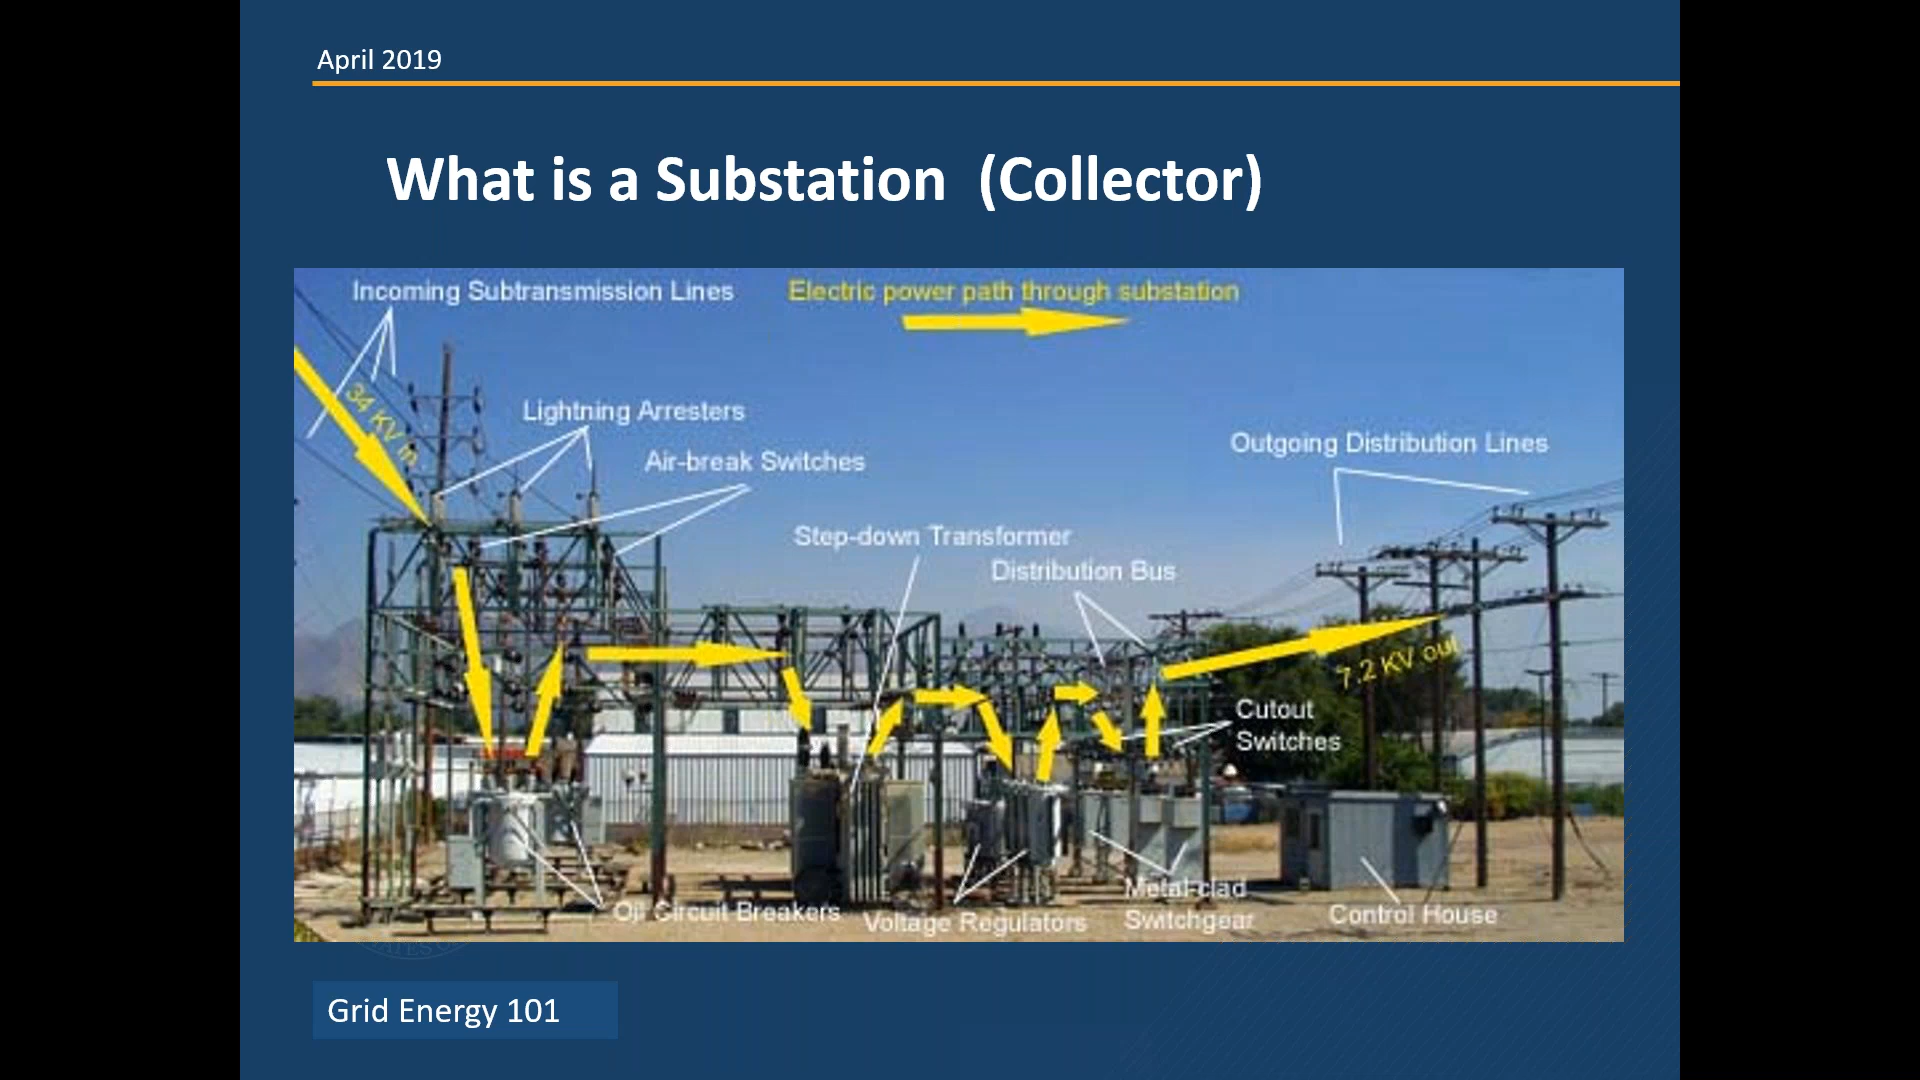 April 2019
What is a Substation (Collector)
Incoming Subtransmission Lines
Electric power path through substation
34 KV in
Lightning Arresters
Air-break Switches
Outgoing Distribution Lines
Step-down Transformer
Distribution Bus
7.2 KV out
Cutout
Switches
Oil Circuit Breakers
Voltage Regulators
Metal-clad
Switchgear
Control House
Grid Energy 101